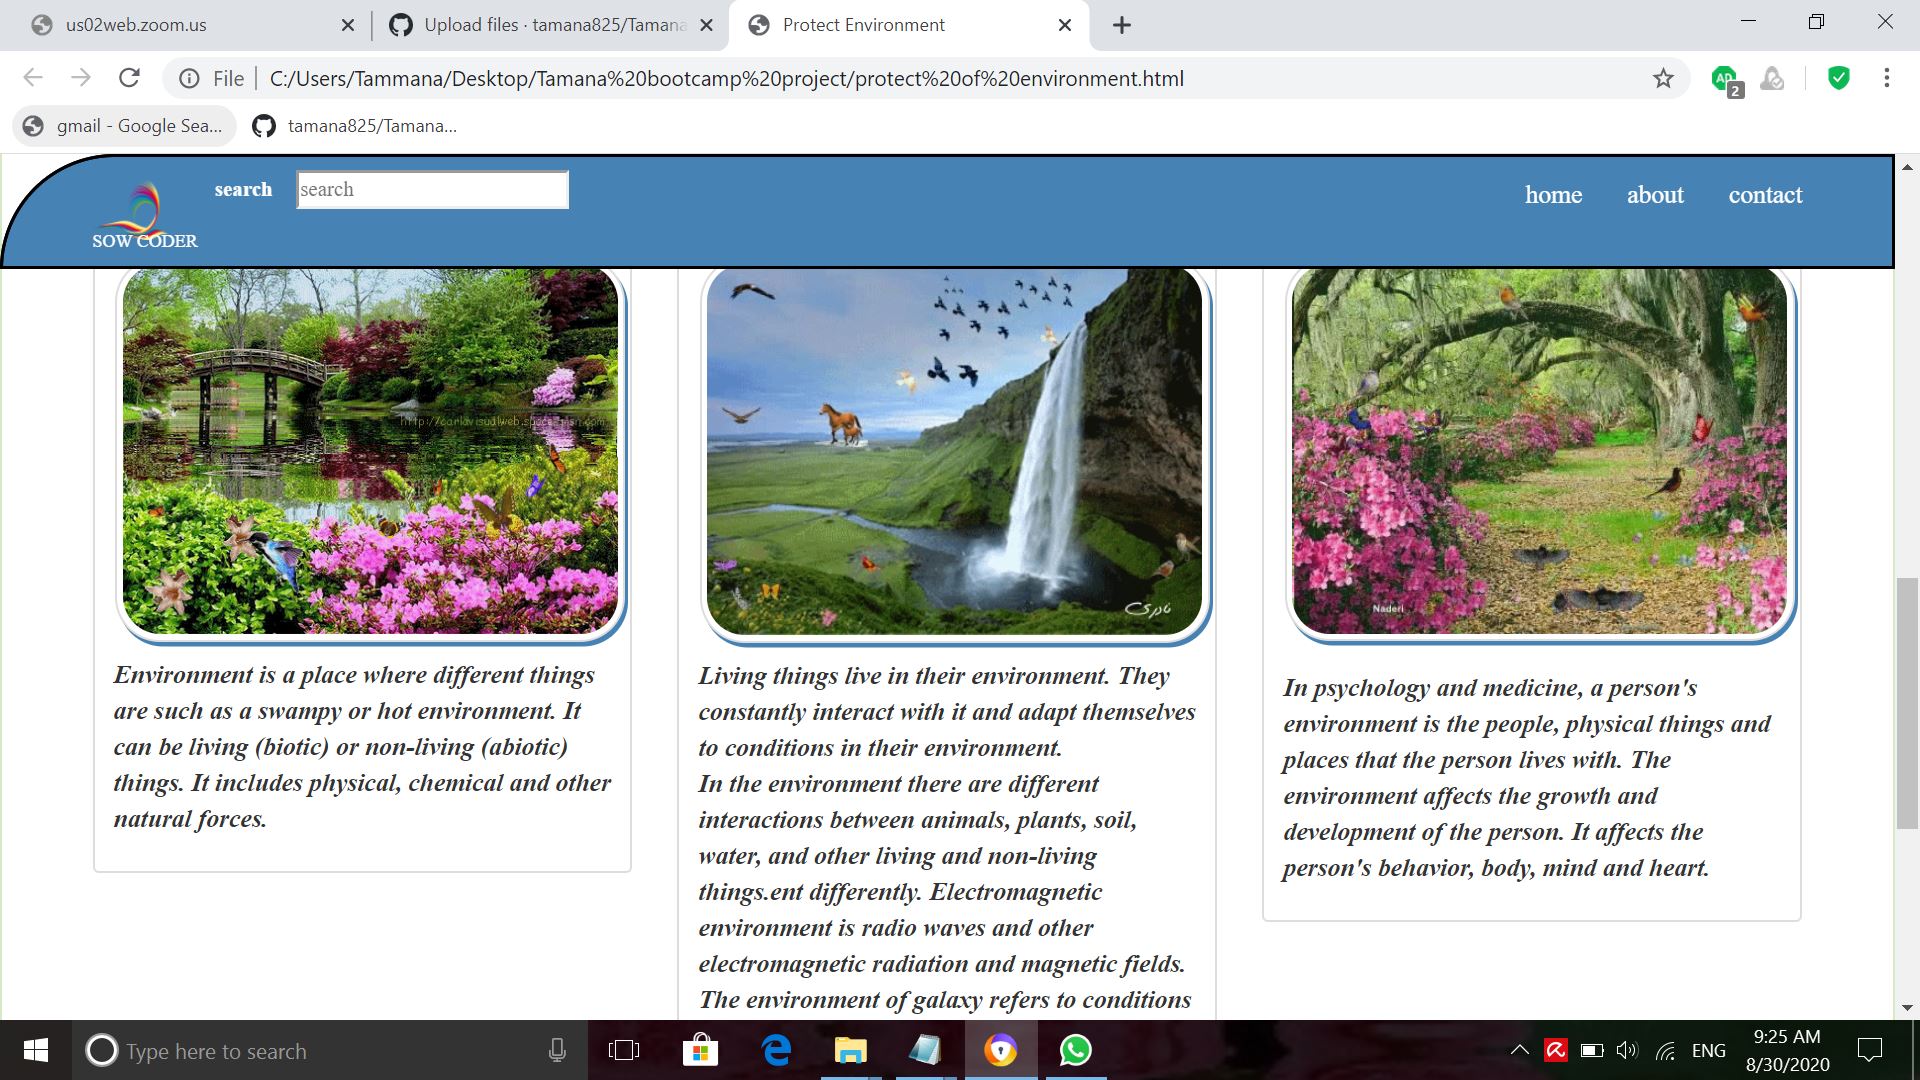 us02web.zoom.us
Upload files · tamana825/Tamana
Protect Environment
File
C:/Users/Tammana/Desktop/Tamana%20bootcamp%20project/protect%20of%20environment.html
2
gmail - Google Sea...
tamana825/Tamana...
SOW CODER
search
search
home
about
contact
http://carlavisualweb.spaces.msn.com
نادری
Naderi
Environment is a place where different things
are such as a swampy or hot environment. It
can be living (biotic) or non-living (abiotic)
things. It includes physical, chemical and other
natural forces.
Living things live in their environment. They
constantly interact with it and adapt themselves
to conditions in their environment.
In the environment there are different
interactions between animals, plants, soil,
water, and other living and non-living
things.ent differently. Electromagnetic
environment is radio waves and other
electromagnetic radiation and magnetic fields.
The environment of galaxy refers to conditions
In psychology and medicine, a person's
environment is the people, physical things and
places that the person lives with. The
environment affects the growth and
development of the person. It affects the
person's behavior, body, mind and heart.
Type here to search
ENG
9:25 AM
8/30/2020